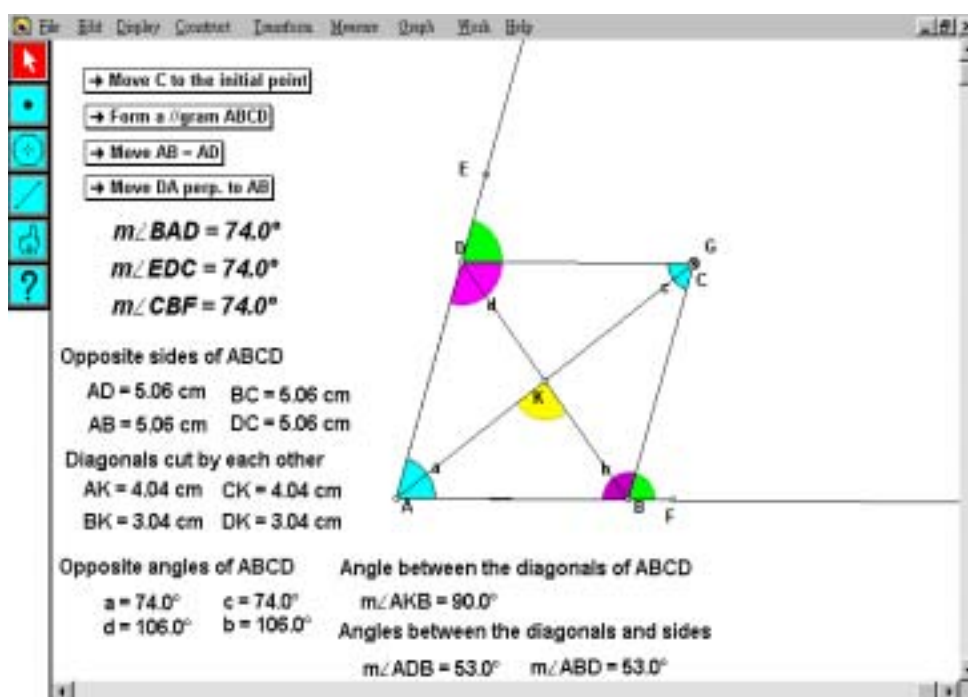 File Edit Display Construct Transform Measure Graph Work Help
→ Move C to the initial point
→ Form a //gram ABCD
→ Move AB = AD
→ Move DA perp. to AB
m∠BAD = 74.0°
m∠EDC = 74.0°
m∠CBF = 74.0°
Opposite sides of ABCD
AD = 5.06 cm BC = 5.06 cm
AB = 5.06 cm DC = 5.06 cm
Diagonals cut by each other
AK = 4.04 cm CK = 4.04 cm
BK = 3.04 cm DK = 3.04 cm
Opposite angles of ABCD
a = 74.0° c = 74.0°
d = 106.0° b = 106.0°
E
D
G
C
c
d
K
a
b
A
B
F
Angle between the diagonals of ABCD
m∠AKB = 90.0°
Angles between the diagonals and sides
m∠ADB = 53.0° m∠ABD = 53.0°